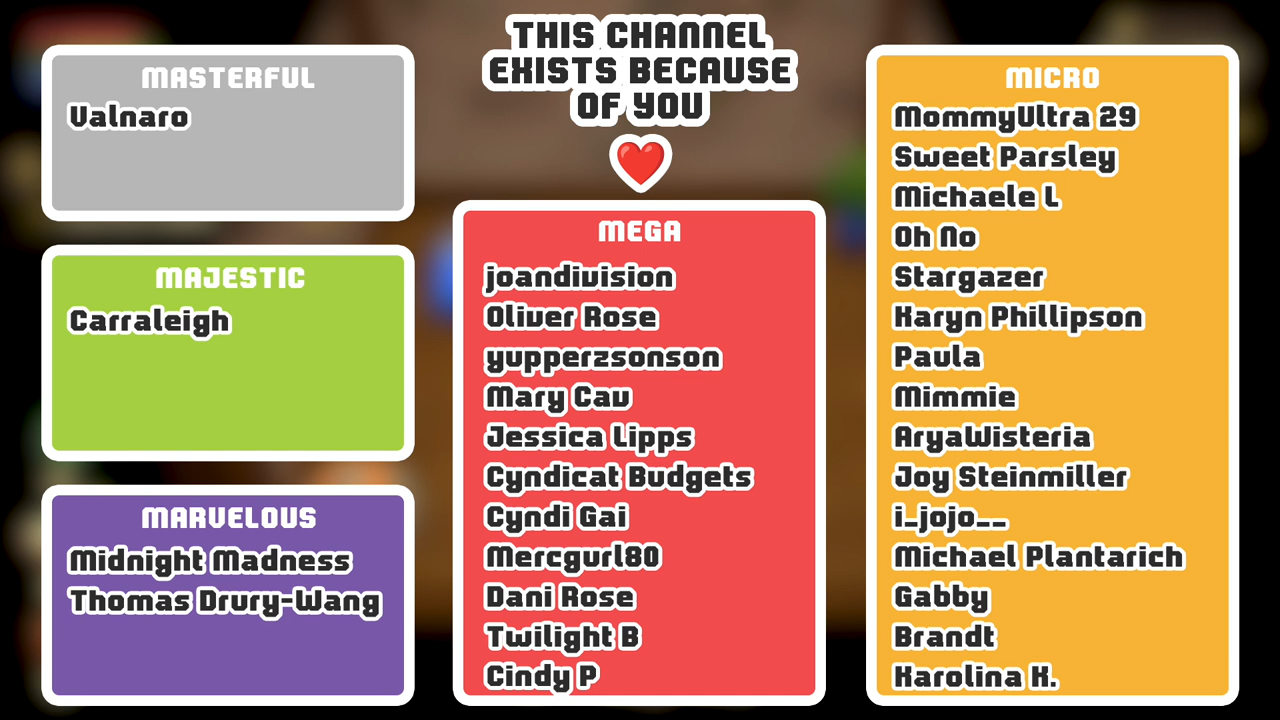 MASTERFUL
Valnaro
MAJESTIC
Carraleigh
MARVELOUS
Midnight Madness
Thomas Drury-Wang
THIS CHANNEL
EXISTS BECAUSE
OF YOU
MEGA
joandivision
Oliver Rose
yupperzsonson
Mary Cav
Jessica Lipps
Cyndicat Budgets
Cyndi Gai
Mercgurl80
Dani Rose
Twilight B
Cindy P
MICRO
MommyUltra 29
Sweet Parsley
Michaele L
Oh No
Stargazer
Karyn Phillipson
Paula
Mimmie
AryaWisteria
Joy Steinmiller
i_jojo__
Michael Plantarich
Gabby
Brandt
Karolina K.